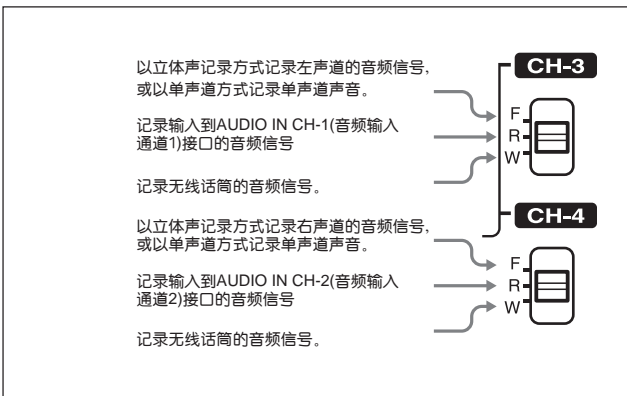 以立体声记录方式记录左声道的音频信号，
或以单声道方式记录单声道声音。
记录输入到AUDIO IN CH-1(音频输入
通道1)接口的音频信号
记录无线话筒的音频信号。
CH-3
F
R
W
以立体声记录方式记录右声道的音频信号，
或以单声道方式记录单声道声音。
记录输入到AUDIO IN CH-2(音频输入
通道2)接口的音频信号
记录无线话筒的音频信号。
CH-4
F
R
W